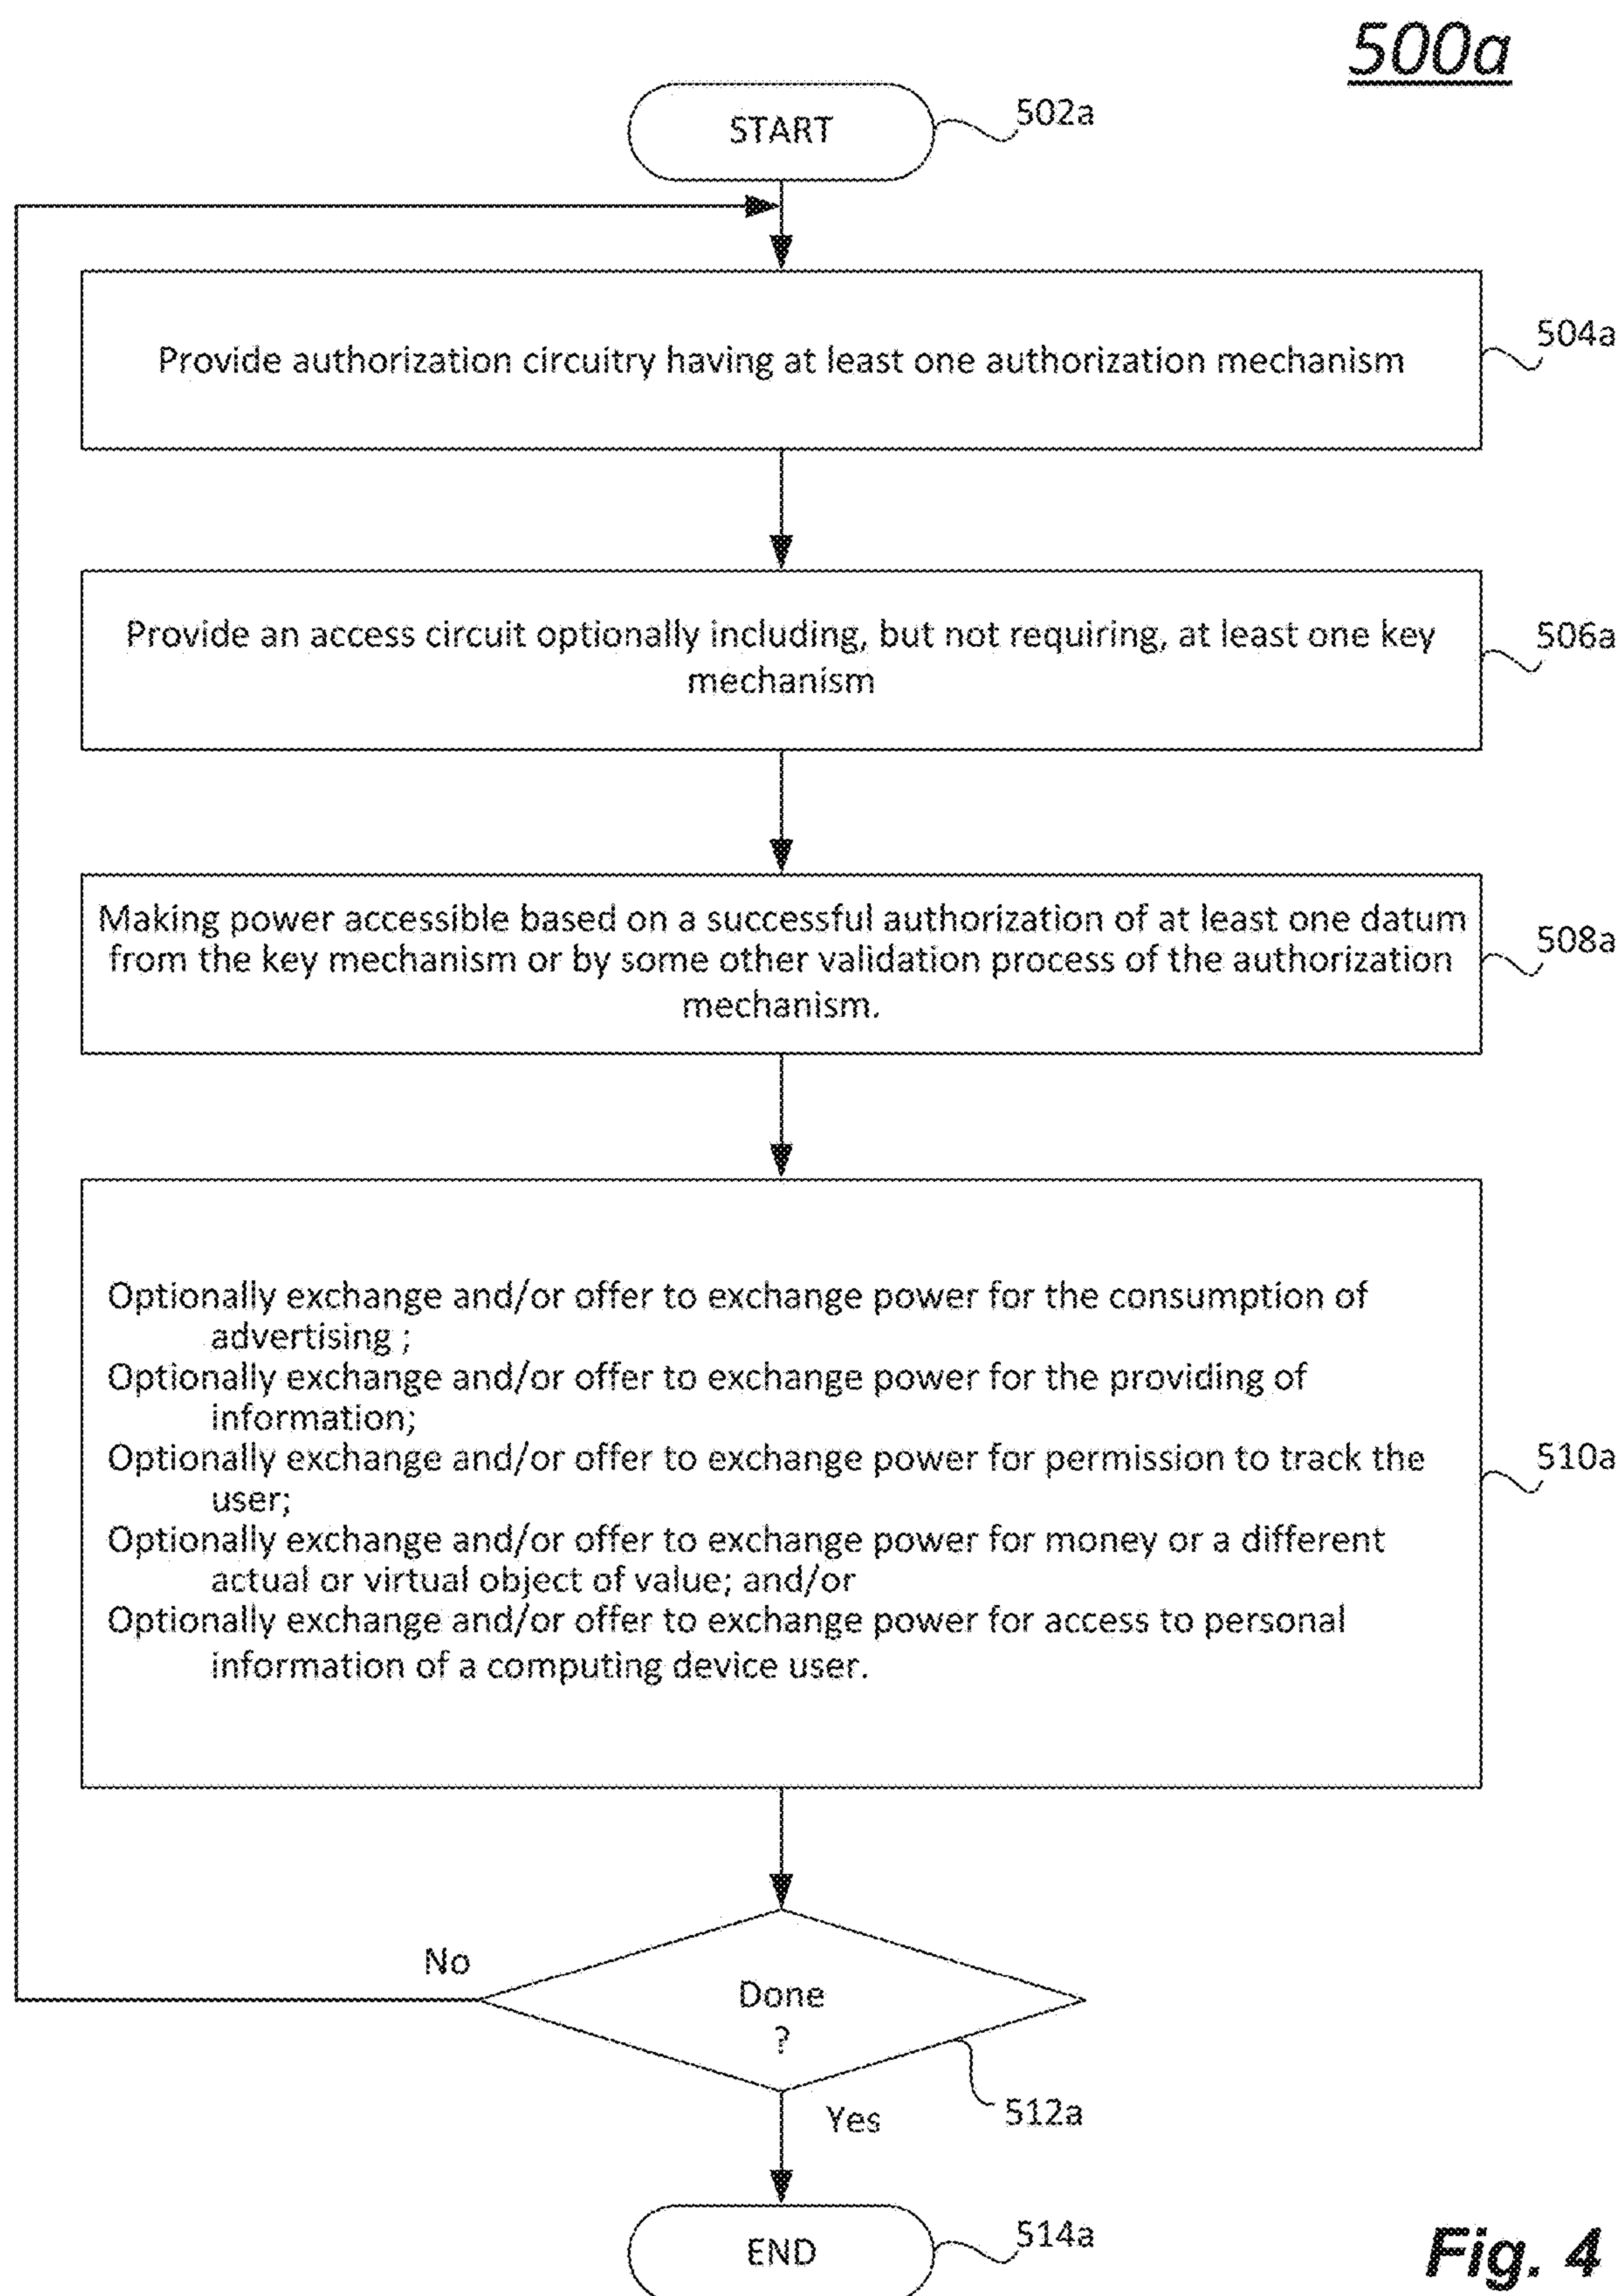 500a
START
502a
Provide authorization circuitry having at least one authorization mechanism
504a
Provide an access circuit optionally including, but not requiring, at least one key
mechanism
506a
Making power accessible based on a successful authorization of at least one datum
from the key mechanism or by some other validation process of the authorization
mechanism.
508a
Optionally exchange and/or offer to exchange power for the consumption of
advertising ;
Optionally exchange and/or offer to exchange power for the providing of
information;
Optionally exchange and/or offer to exchange power for permission to track the
user;
Optionally exchange and/or offer to exchange power for money or a different
actual or virtual object of value; and/or
Optionally exchange and/or offer to exchange power for access to personal
information of a computing device user.
510a
No
Done
?
512a
Yes
END
514a
Fig. 4